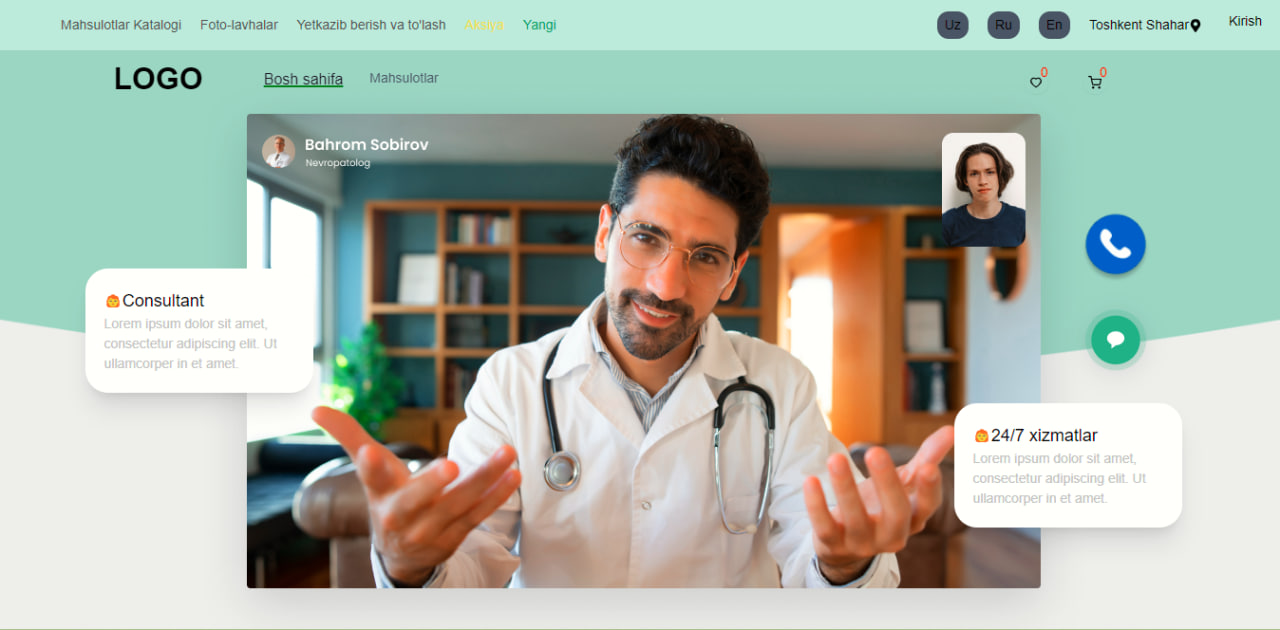 Mahsulotlar Katalogi Foto-lavhalar Yetkazib berish va to'lash Aksiya Yangi Uz Ru En Toshkent Shahar Kirish
LOGO Bosh sahifa Mahsulotlar 0 0
Bahrom Sobirov
Nevropatolog
Consultant
Lorem ipsum dolor sit amet,
consectetur adipiscing elit. Ut
ullamcorper in et amet.
24/7 xizmatlar
Lorem ipsum dolor sit amet,
consectetur adipiscing elit. Ut
ullamcorper in et amet.